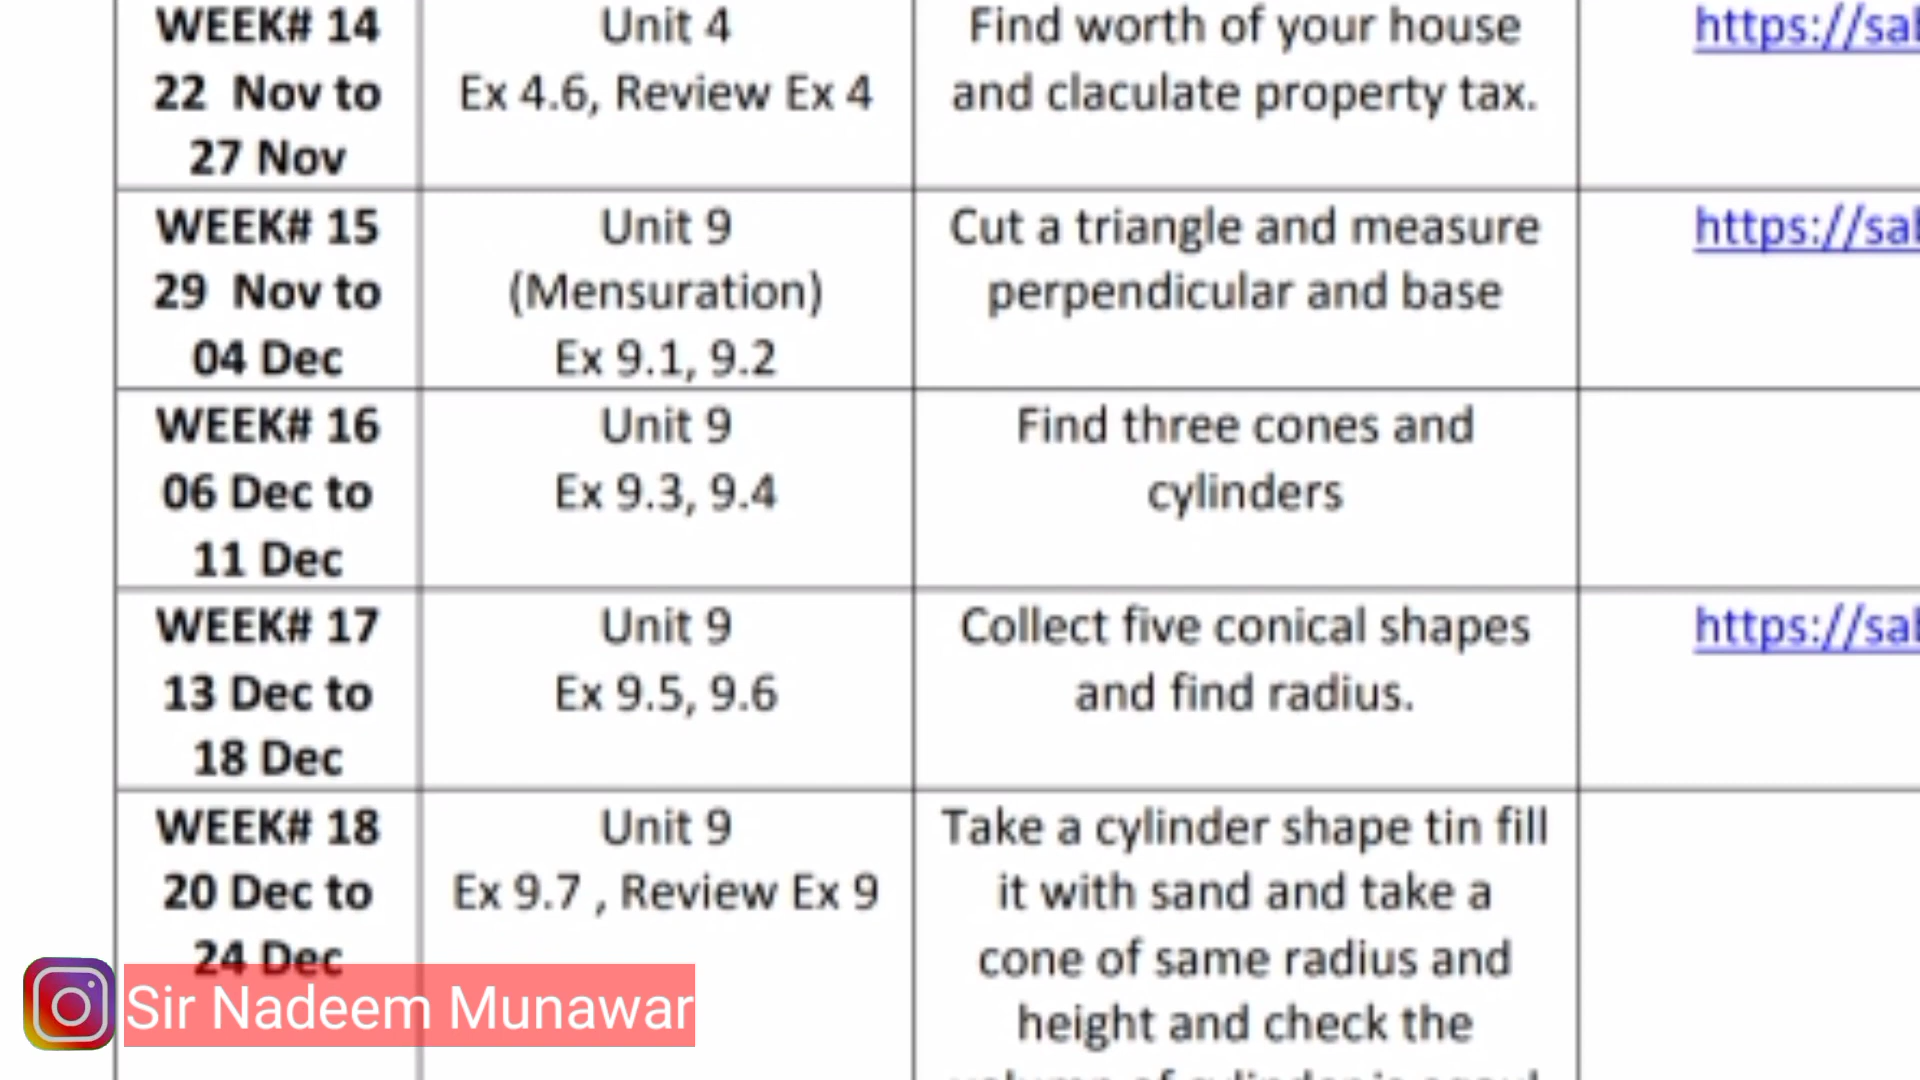 WEEK# 14
22 Nov to
27 Nov
Unit 4
Ex 4.6, Review Ex 4
Find worth of your house
and claculate property tax.
https://sal
WEEK# 15
29 Nov to
04 Dec
Unit 9
(Mensuration)
Ex 9.1, 9.2
Cut a triangle and measure
perpendicular and base
https://sal
WEEK# 16
06 Dec to
11 Dec
Unit 9
Ex 9.3, 9.4
Find three cones and
cylinders
WEEK# 17
13 Dec to
18 Dec
Unit 9
Ex 9.5, 9.6
Collect five conical shapes
and find radius.
https://sal
WEEK# 18
20 Dec to
24 Dec
Unit 9
Ex 9.7 , Review Ex 9
Take a cylinder shape tin fill
it with sand and take a
cone of same radius and
height and check the
Sir Nadeem Munawar